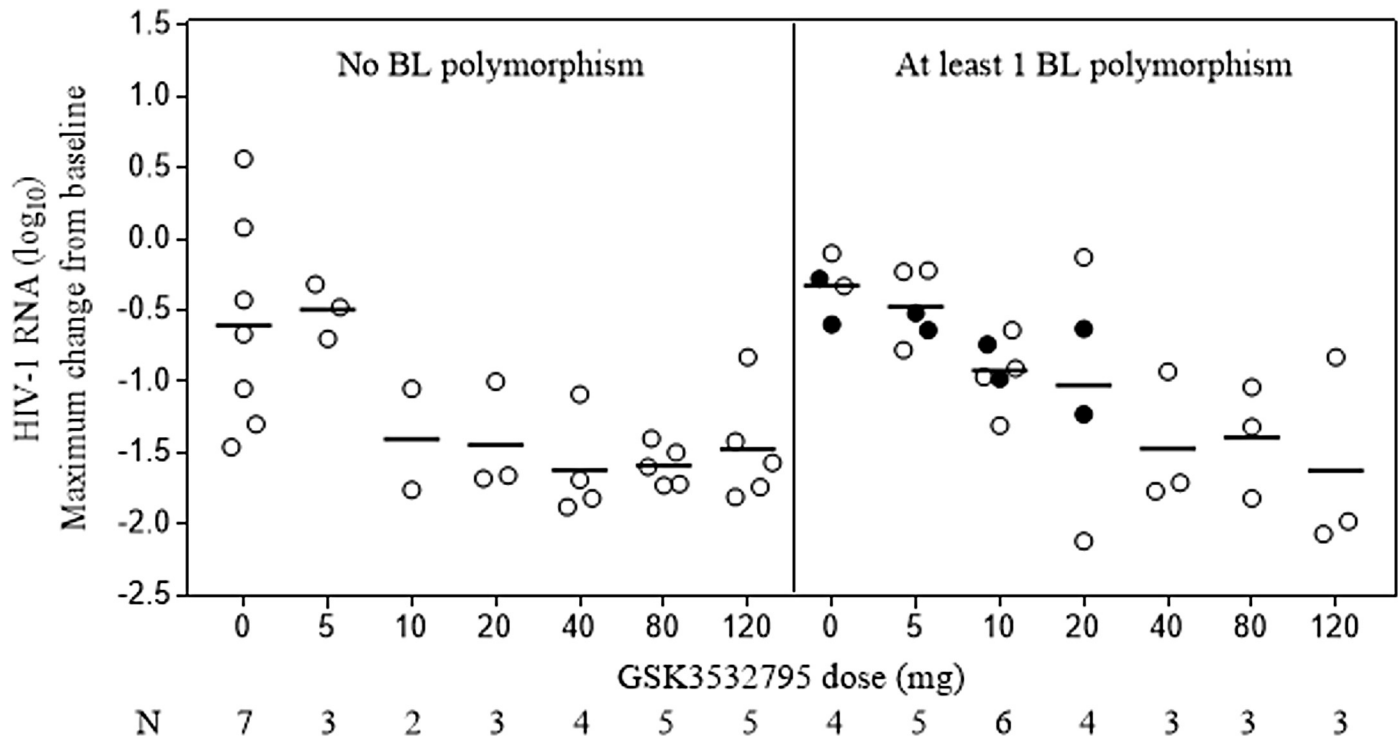 No BL polymorphism
At least 1 BL polymorphism
HIV-1 RNA (log10)
Maximum change from baseline
1.5
1.0
0.5
0.0
-0.5
-1.0
-1.5
-2.0
-2.5
0 5 10 20 40 80 120 0 5 10 20 40 80 120
GSK3532795 dose (mg)
N 7 3 2 3 4 5 5 4 5 6 4 3 3 3